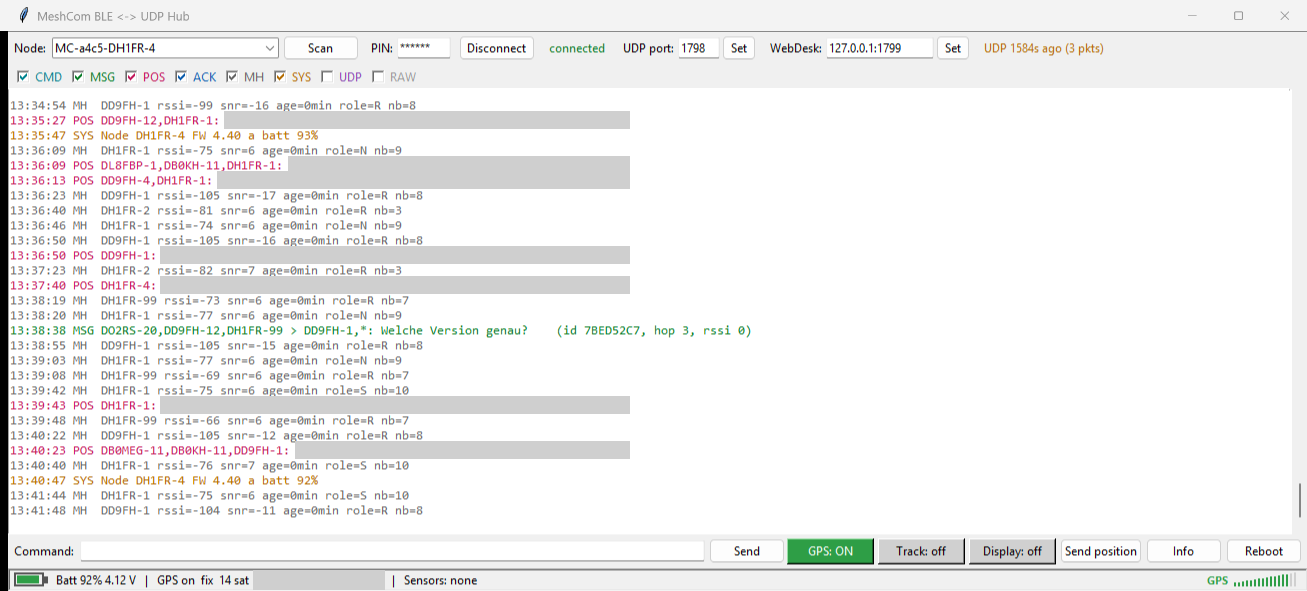 MeshCom BLE <-> UDP Hub
Node: MC-a4c5-DH1FR-4 Scan PIN: ****** Disconnect connected UDP port: 1798 Set WebDesk: 127.0.0.1:1799 Set UDP 1584s ago (3 pkts)
CMD MSG POS ACK MH SYS UDP RAW
13:34:54 MH DD9FH-1 rssi=-99 snr=-16 age=0min role=R nb=8
13:35:27 POS DD9FH-12,DH1FR-1:
13:35:47 SYS Node DH1FR-4 FW 4.40 a batt 93%
13:36:09 MH DH1FR-1 rssi=-75 snr=6 age=0min role=N nb=9
13:36:09 POS DL8FBP-1,DB0KH-11,DH1FR-1:
13:36:13 POS DD9FH-4,DH1FR-1:
13:36:23 MH DD9FH-1 rssi=-105 snr=-17 age=0min role=R nb=8
13:36:40 MH DH1FR-2 rssi=-81 snr=6 age=0min role=R nb=3
13:36:46 MH DH1FR-1 rssi=-74 snr=6 age=0min role=N nb=9
13:36:50 MH DD9FH-1 rssi=-105 snr=-16 age=0min role=R nb=8
13:36:50 POS DD9FH-1:
13:37:23 MH DH1FR-2 rssi=-82 snr=7 age=0min role=R nb=3
13:37:40 POS DH1FR-4:
13:38:19 MH DH1FR-99 rssi=-73 snr=6 age=0min role=R nb=7
13:38:20 MH DH1FR-1 rssi=-77 snr=6 age=0min role=N nb=9
13:38:38 MSG DO2RS-20,DD9FH-12,DH1FR-99 > DD9FH-1,*: Welche Version genau? (id 7BED52C7, hop 3, rssi 0)
13:38:55 MH DD9FH-1 rssi=-105 snr=-15 age=0min role=R nb=8
13:39:03 MH DH1FR-1 rssi=-77 snr=6 age=0min role=N nb=9
13:39:08 MH DH1FR-99 rssi=-69 snr=6 age=0min role=R nb=7
13:39:42 MH DH1FR-1 rssi=-75 snr=6 age=0min role=S nb=10
13:39:43 POS DH1FR-1:
13:39:48 MH DH1FR-99 rssi=-66 snr=6 age=0min role=R nb=7
13:40:22 MH DD9FH-1 rssi=-105 snr=-12 age=0min role=R nb=8
13:40:23 POS DB0MEG-11,DB0KH-11,DD9FH-1:
13:40:40 MH DH1FR-1 rssi=-76 snr=7 age=0min role=S nb=10
13:40:47 SYS Node DH1FR-4 FW 4.40 a batt 92%
13:41:44 MH DH1FR-1 rssi=-75 snr=6 age=0min role=S nb=10
13:41:48 MH DD9FH-1 rssi=-104 snr=-11 age=0min role=R nb=8
Command: Send GPS: ON Track: off Display: off Send position Info Reboot
Batt 92% 4.12 V | GPS on fix 14 sat | Sensors: none GPS